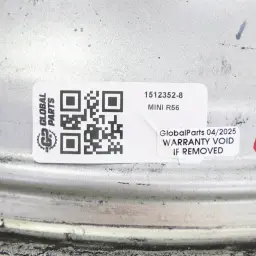 GLOBAL
PARTS
1512352-8
MINI R56
GlobalParts 04/2025
WARRANTY VOID
IF REMOVED